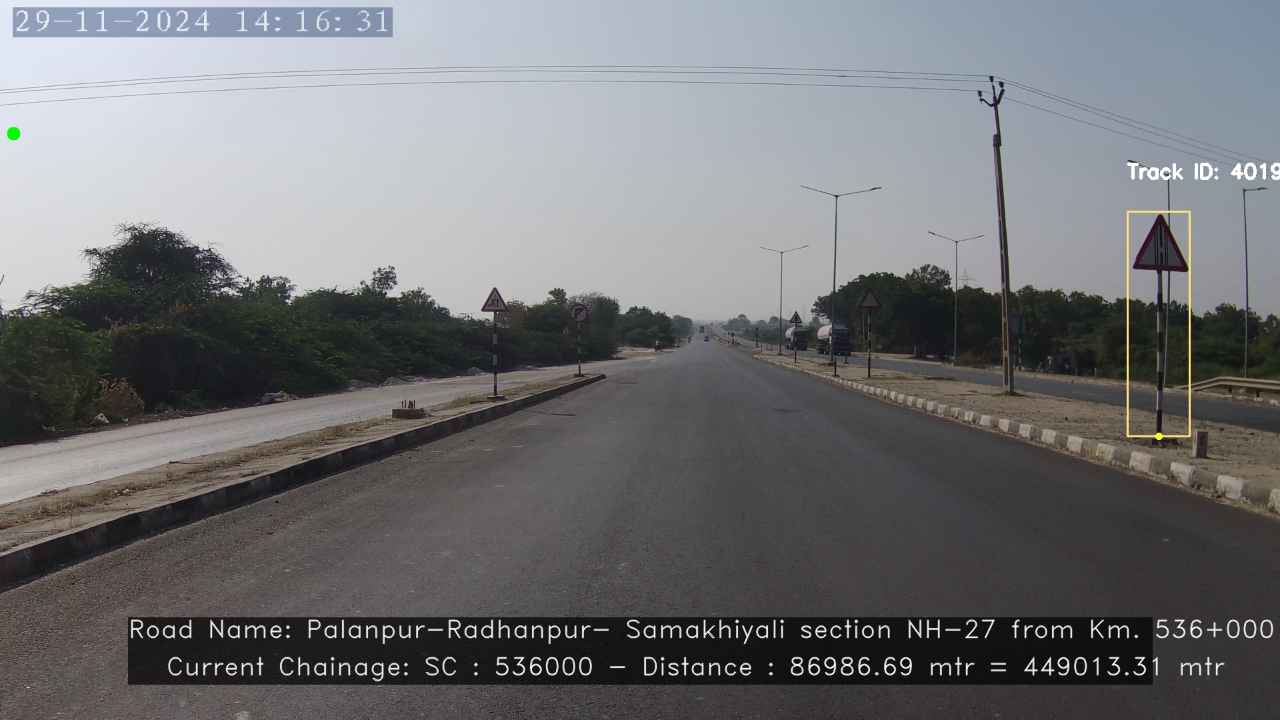 29-11-2024 14:16:31
Track ID: 4019
Road Name: Palanpur-Radhanpur- Samakhiyali section NH-27 from Km. 536+000
Current Chainage: SC : 536000 - Distance : 86986.69 mtr = 449013.31 mtr